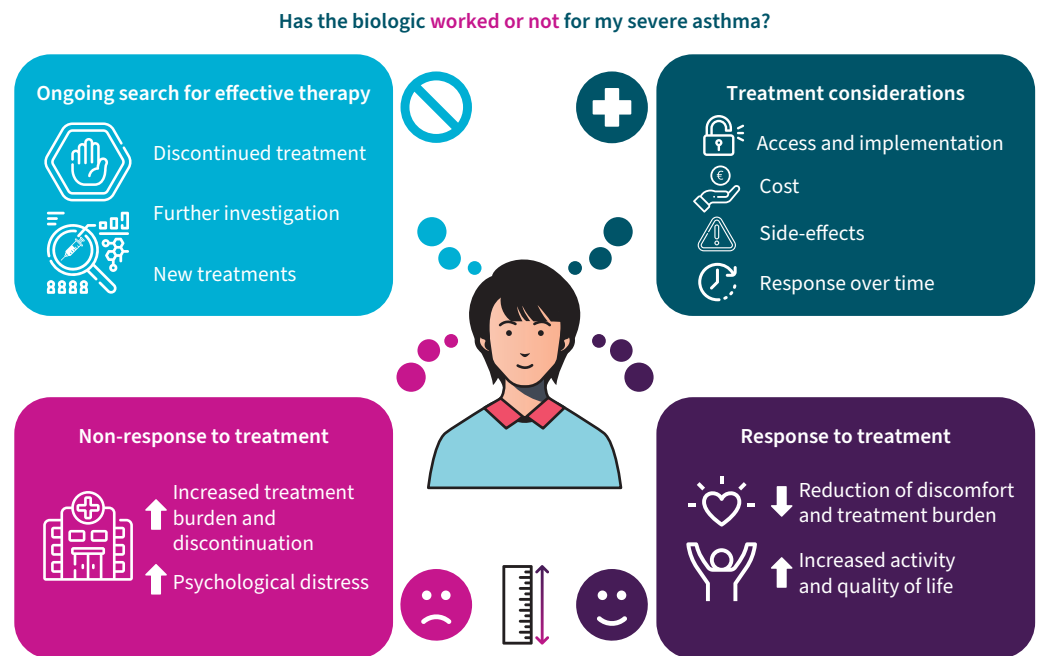 Has the biologic worked or not for my severe asthma?
Ongoing search for effective therapy
Discontinued treatment
Further investigation
New treatments
8888
Treatment considerations
Access and implementation
€
Cost
Side-effects
Response over time
Non-response to treatment
Increased treatment
burden and
discontinuation
Psychological distress
Response to treatment
Reduction of discomfort
and treatment burden
Increased activity
and quality of life